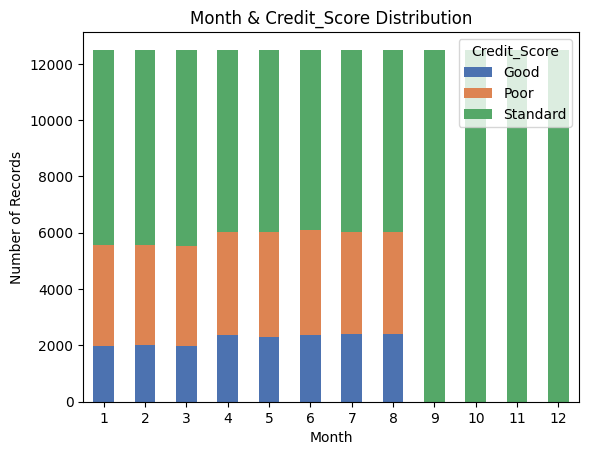 Month & Credit_Score Distribution
Credit_Score
Good
Poor
Standard
Number of Records
12000
10000
8000
6000
4000
2000
0
1 2 3 4 5 6 7 8 9 10 11 12
Month